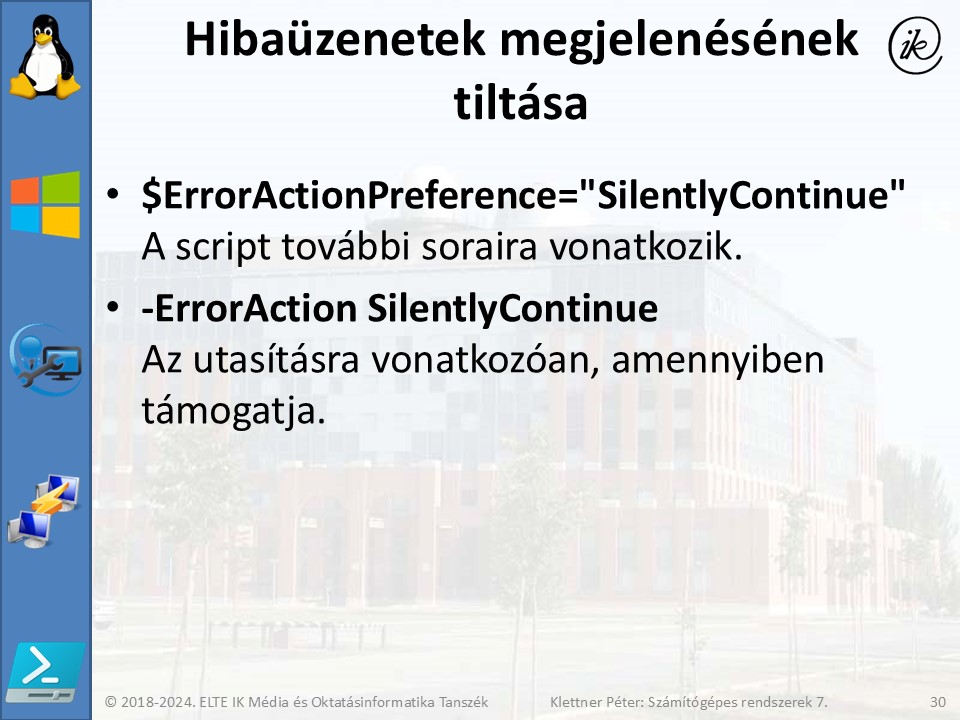 Hibaüzenetek megjelenésének
tiltása
ik
• $ErrorActionPreference="SilentlyContinue"
A script további soraira vonatkozik.
• -ErrorAction SilentlyContinue
Az utasításra vonatkozóan, amennyiben
támogatja.
© 2018-2024. ELTE IK Média és Oktatásinformatika Tanszék Klettner Péter: Számítógépes rendszerek 7. 30